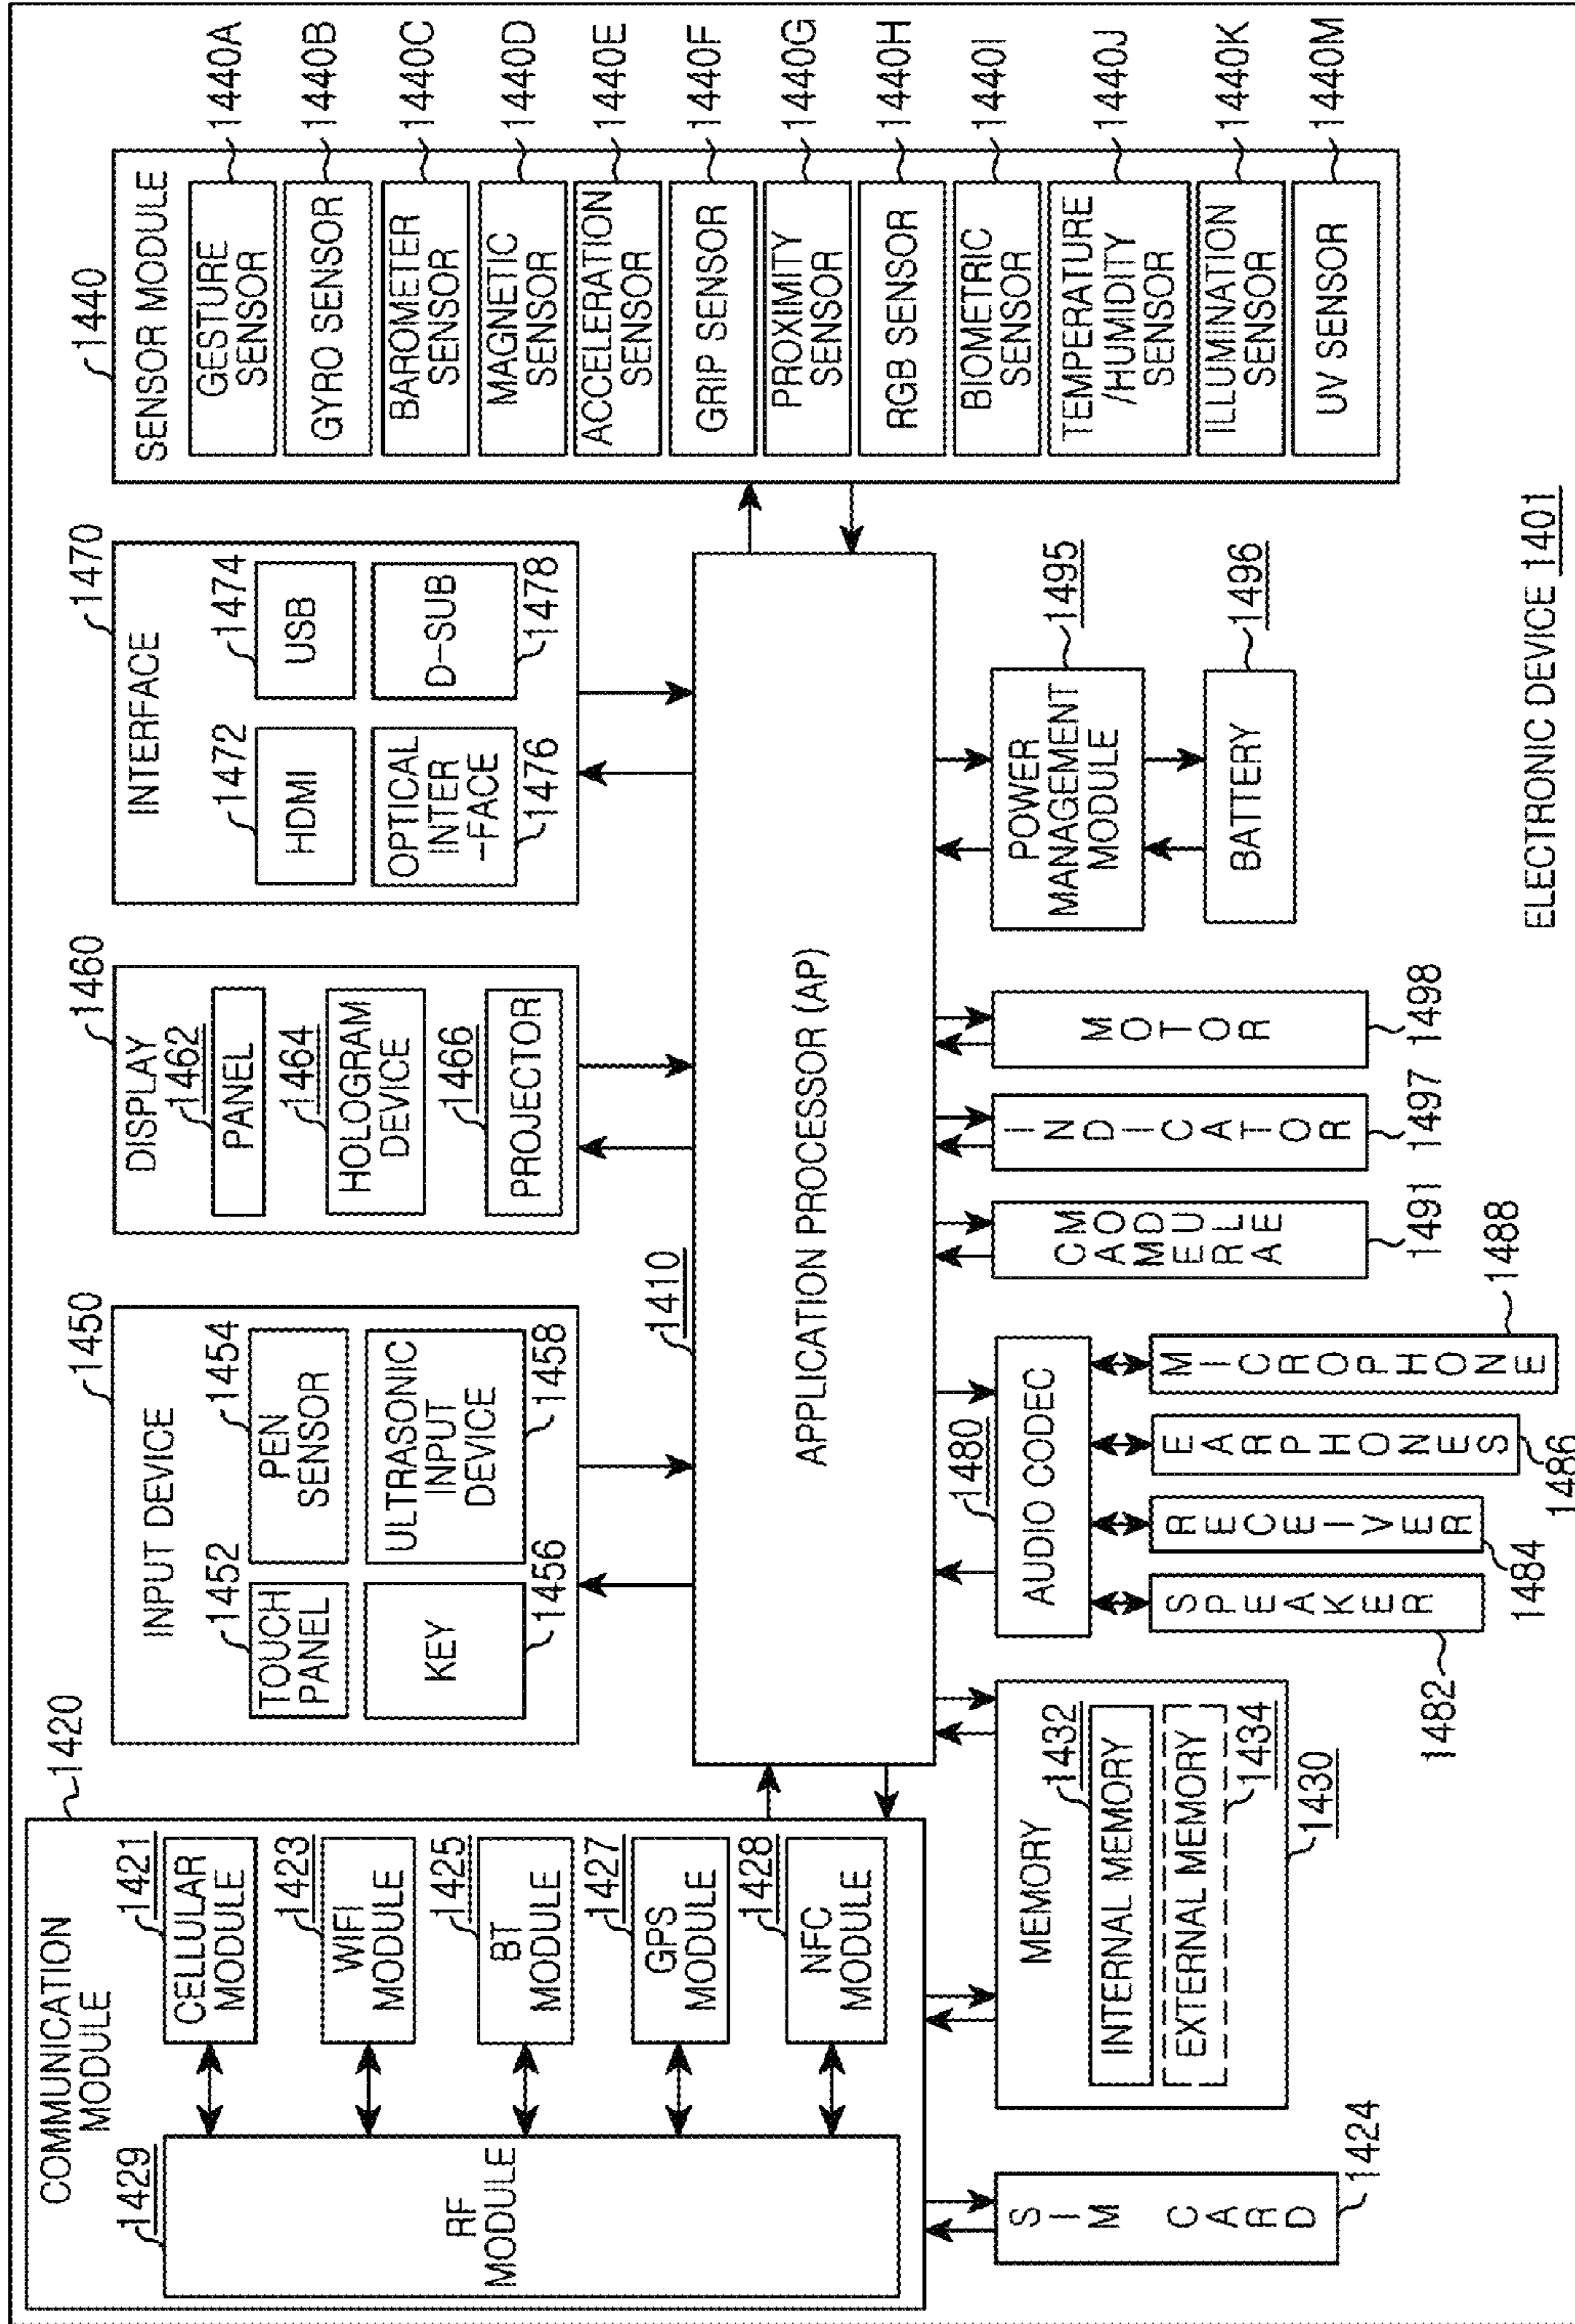 COMMUNICATION
MODULE
1420
1429
RF
MODULE
1421
CELLULAR
MODULE
1423
WIFI
MODULE
1425
BT
MODULE
1427
GPS
MODULE
1428
NFC
MODULE
1450
INPUT DEVICE
1452
TOUCH
PANEL
1454
PEN
SENSOR
KEY
1456
ULTRASONIC
INPUT
DEVICE
1458
1460
DISPLAY
1462
PANEL
1464
HOLOGRAM
DEVICE
1466
PROJECTOR
1470
INTERFACE
1472
HDMI
1474
USB
OPTICAL
INTER
-FACE
1476
D-SUB
1478
1440
SENSOR MODULE
GESTURE
SENSOR
1440A
GYRO SENSOR
1440B
BAROMETER
SENSOR
1440C
MAGNETIC
SENSOR
1440D
ACCELERATION
SENSOR
1440E
GRIP SENSOR
1440F
PROXIMITY
SENSOR
1440G
RGB SENSOR
1440H
BIOMETRIC
SENSOR
1440I
TEMPERATURE
/HUMIDITY
SENSOR
1440J
ILLUMINATION
SENSOR
1440K
UV SENSOR
1440M
1410
APPLICATION PROCESSOR (AP)
SIM CARD
1424
MEMORY
1432
INTERNAL MEMORY
EXTERNAL MEMORY
1434
1430
1480
AUDIO CODEC
SPEAKER
1482
RECEIVER
1484
EARPHONES
1486
MICROPHONE
1488
CAMERA
MODULE
1491
INDICATOR
1497
MOTOR
1498
POWER
MANAGEMENT
MODULE
1495
BATTERY
1496
ELECTRONIC DEVICE 1401